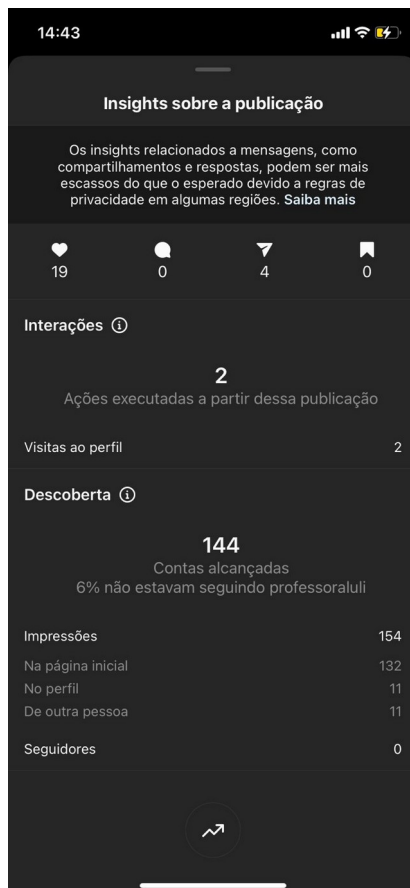 14:43
Insights sobre a publicação
Os insights relacionados a mensagens, como
compartilhamentos e respostas, podem ser mais
escassos do que o esperado devido a regras de
privacidade em algumas regiões. Saiba mais
19 0 4 0
Interações
2
Ações executadas a partir dessa publicação
Visitas ao perfil 2
Descoberta
144
Contas alcançadas
6% não estavam seguindo professoraluli
Impressões 154
Na página inicial 132
No perfil 11
De outra pessoa 11
Seguidores 0